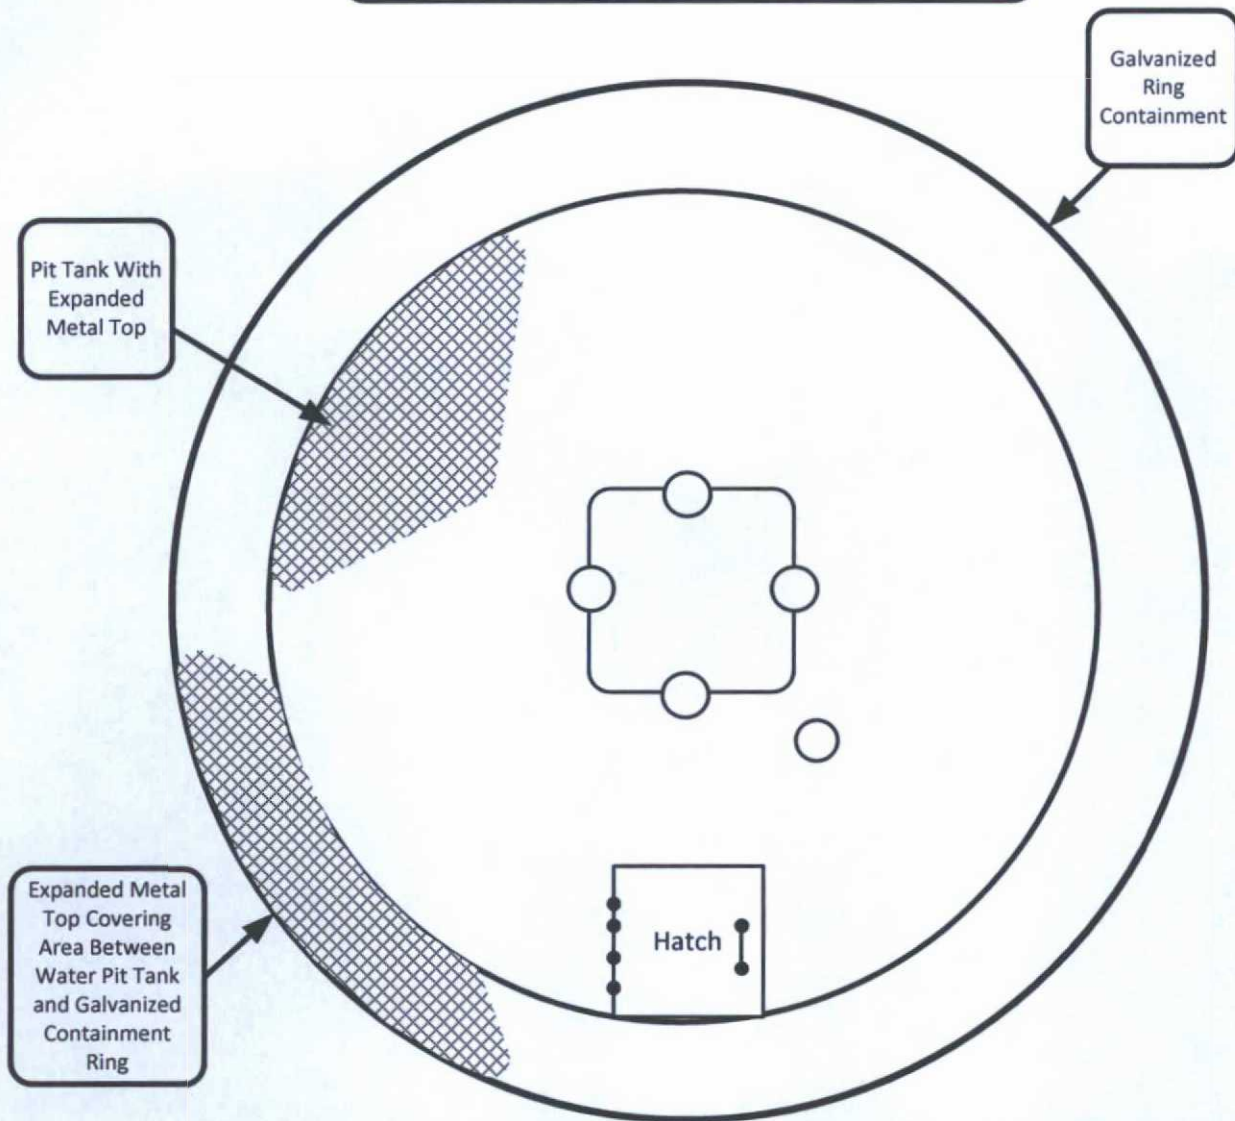 Galvanized
Ring
Containment
Pit Tank With
Expanded
Metal Top
Expanded Metal
Top Covering
Area Between
Water Pit Tank
and Galvanized
Containment
Ring
Hatch